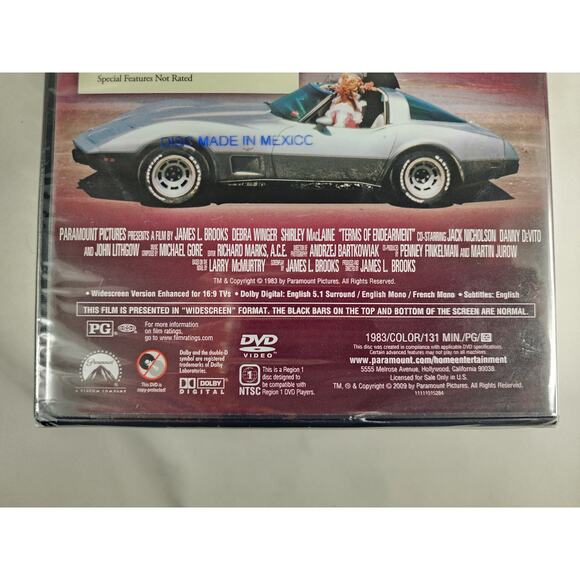 Special Features Not Rated
DISC MADE IN MEXICO
PARAMOUNT PICTURES PRESENTS A FILM BY JAMES L. BROOKS DEBRA WINGER SHIRLEY MacLAINE "TERMS OF ENDEARMENT" CO-STARRING JACK NICHOLSON DANNY DeVITO
AND JOHN LITHGOW MUSIC COMPOSED BY MICHAEL GORE EDITOR RICHARD MARKS, A.C.E. DIRECTOR OF PHOTOGRAPHY ANDRZEJ BARTKOWIAK CO-PRODUCED BY PENNEY FINKELMAN AND MARTIN JUROW
BASED ON THE NOVEL BY LARRY McMURTRY SCREENPLAY BY JAMES L. BROOKS PRODUCED AND DIRECTED BY JAMES L. BROOKS
TM & Copyright © 1983 by Paramount Pictures. All Rights Reserved.
• Widescreen Version Enhanced for 16:9 TVs • Dolby Digital: English 5.1 Surround / English Mono / French Mono • Subtitles: English
THIS FILM IS PRESENTED IN "WIDESCREEN" FORMAT. THE BLACK BARS ON THE TOP AND BOTTOM OF THE SCREEN ARE NORMAL.
PG
For more information
on film ratings,
go to www.filmratings.com
Paramount
A VIACOM COMPANY
This DVD is
copy-protected.
Dolby and the double-D
symbol are registered
trademarks of Dolby
Laboratories.
DOLBY
DIGITAL
DVD
VIDEO
1
NTSC
This is a Region 1
disc designed to
be compatible with
Region 1 DVD Players.
1983/COLOR/131 MIN./PG/
This disc was created in compliance with DVD specifications.
Certain advanced features may not play on all machines.
www.paramount.com/homeentertainment
5555 Melrose Avenue, Hollywood, California 90038.
Licensed for Sale Only in U.S.
TM, ® & Copyright © 2009 by Paramount Pictures. All Rights Reserved.
11111015284